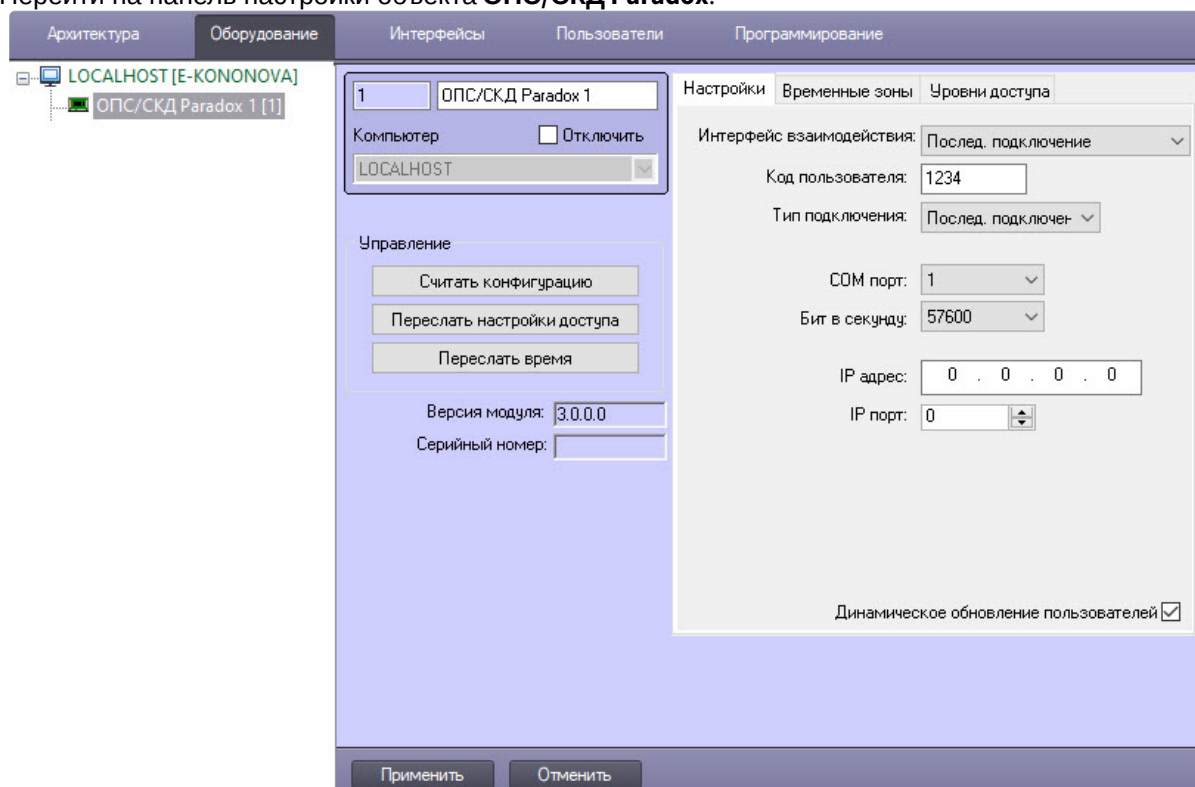 Перейти на панель настройки объекта ОПС/СКД Paradox.
Архитектура Оборудование Интерфейсы Пользователи Программирование
LOCALHOST [E-KONONOVA]
ОПС/СКД Paradox 1 [1]
1 ОПС/СКД Paradox 1
Компьютер Отключить
LOCALHOST
Управление
Считать конфигурацию
Переслать настройки доступа
Переслать время
Версия модуля: 3.0.0.0
Серийный номер:
Настройки Временные зоны Уровни доступа
Интерфейс взаимодействия: Послед. подключение
Код пользователя: 1234
Тип подключения: Послед. подключен
COM порт: 1
Бит в секунду: 57600
IP адрес: 0 . 0 . 0 . 0
IP порт: 0
Динамическое обновление пользователей
Применить Отменить